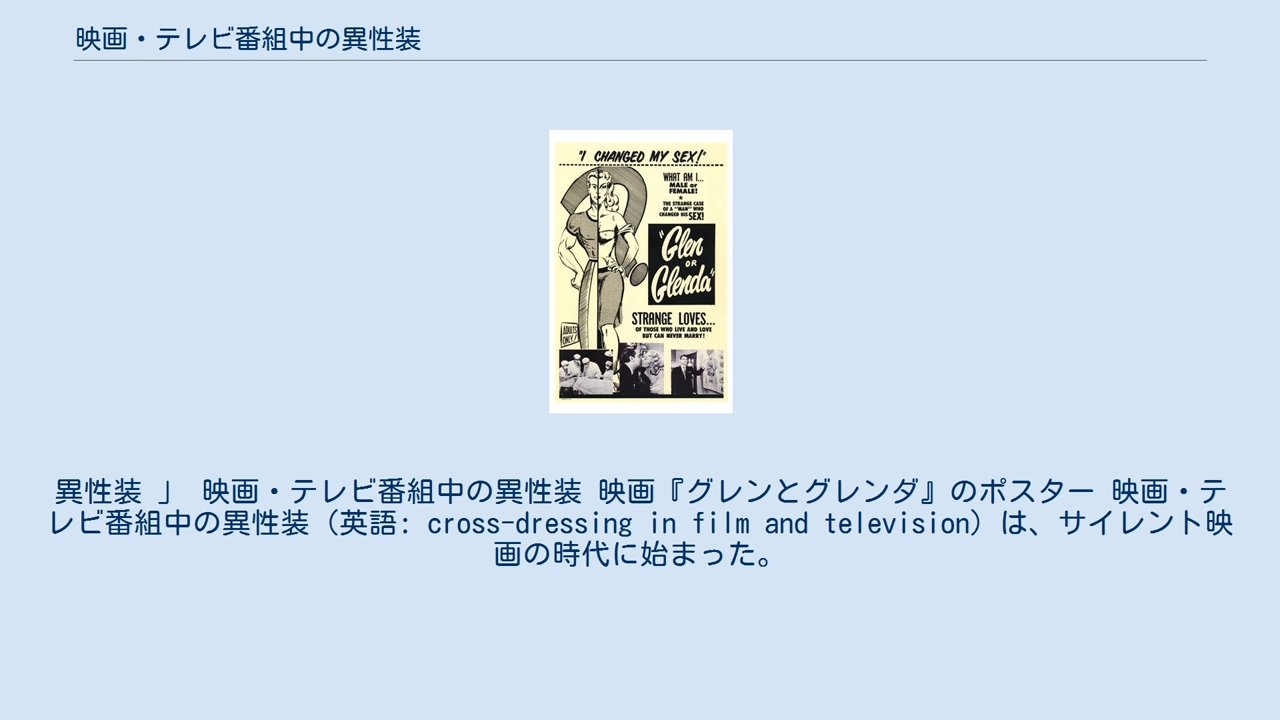 映画・テレビ番組中の異性装
"I CHANGED MY SEX!"
WHAT AM I...
MALE or
FEMALE!
THE STRANGE CASE
OF A "MAN" WHO
CHANGED HIS SEX!
"Glen
OR
Glenda"
STRANGE LOVES...
OF THOSE WHO LIVE AND LOVE
BUT CAN NEVER MARRY!
ADULTS
ONLY!
異性装 」 映画・テレビ番組中の異性装 映画『グレンとグレンダ』のポスター 映画・テ
レビ番組中の異性装（英語: cross-dressing in film and television）は、サイレント映
画の時代に始まった。